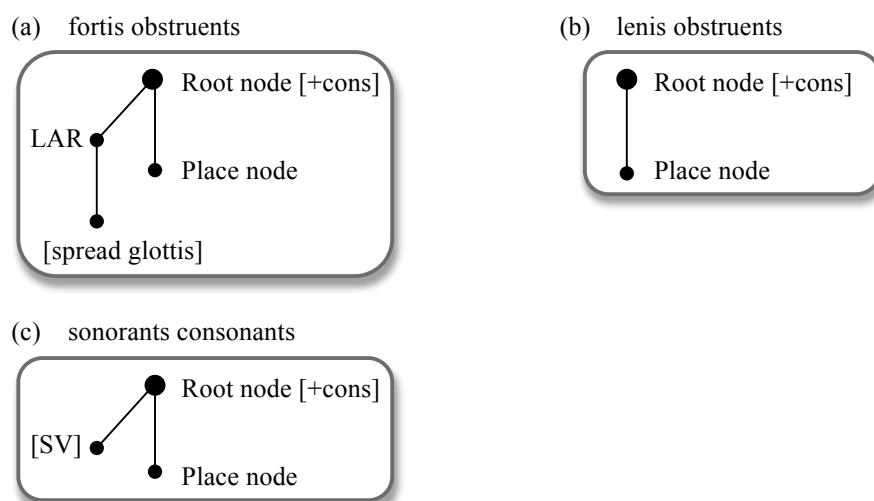 (a) fortis obstruents
Root node [+cons]
LAR
Place node
[spread glottis]
(b) lenis obstruents
Root node [+cons]
Place node
(c) sonorants consonants
Root node [+cons]
[SV]
Place node